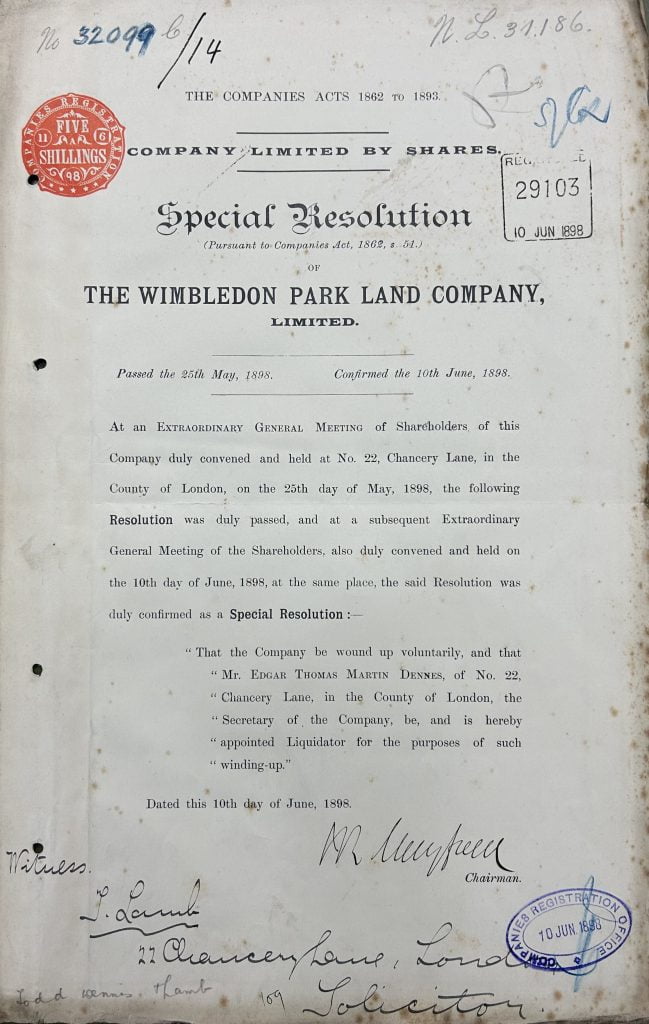 No 32099 C/14
N. L. 31.186.
THE COMPANIES ACTS 1862 TO 1893.
COMPANIES REGISTRATION
FIVE
SHILLINGS
11 6
98
COMPANY LIMITED BY SHARES.
REGISTERED
29103
10 JUN 1898
Special Resolution
(Pursuant to Companies Act, 1862, s. 51.)
OF
THE WIMBLEDON PARK LAND COMPANY,
LIMITED.
Passed the 25th May, 1898. Confirmed the 10th June, 1898.
At an EXTRAORDINARY GENERAL MEETING of Shareholders of this
Company duly convened and held at No. 22, Chancery Lane, in the
County of London, on the 25th day of May, 1898, the following
Resolution was duly passed, and at a subsequent Extraordinary
General Meeting of the Shareholders, also duly convened and held on
the 10th day of June, 1898, at the same place, the said Resolution was
duly confirmed as a Special Resolution :—
“ That the Company be wound up voluntarily, and that
“ Mr. EDGAR THOMAS MARTIN DENNES, of No. 22,
“ Chancery Lane, in the County of London, the
“ Secretary of the Company, be, and is hereby
“ appointed Liquidator for the purposes of such
“ winding-up.”
Dated this 10th day of June, 1898.
Chairman.
Witness.
T. Lamb
22 Chancery Lane, London
Solicitor.
COMPANIES REGISTRATION OFFICE
10 JUN. 1898
COMPANIES
Todd Dennes & Lamb
109